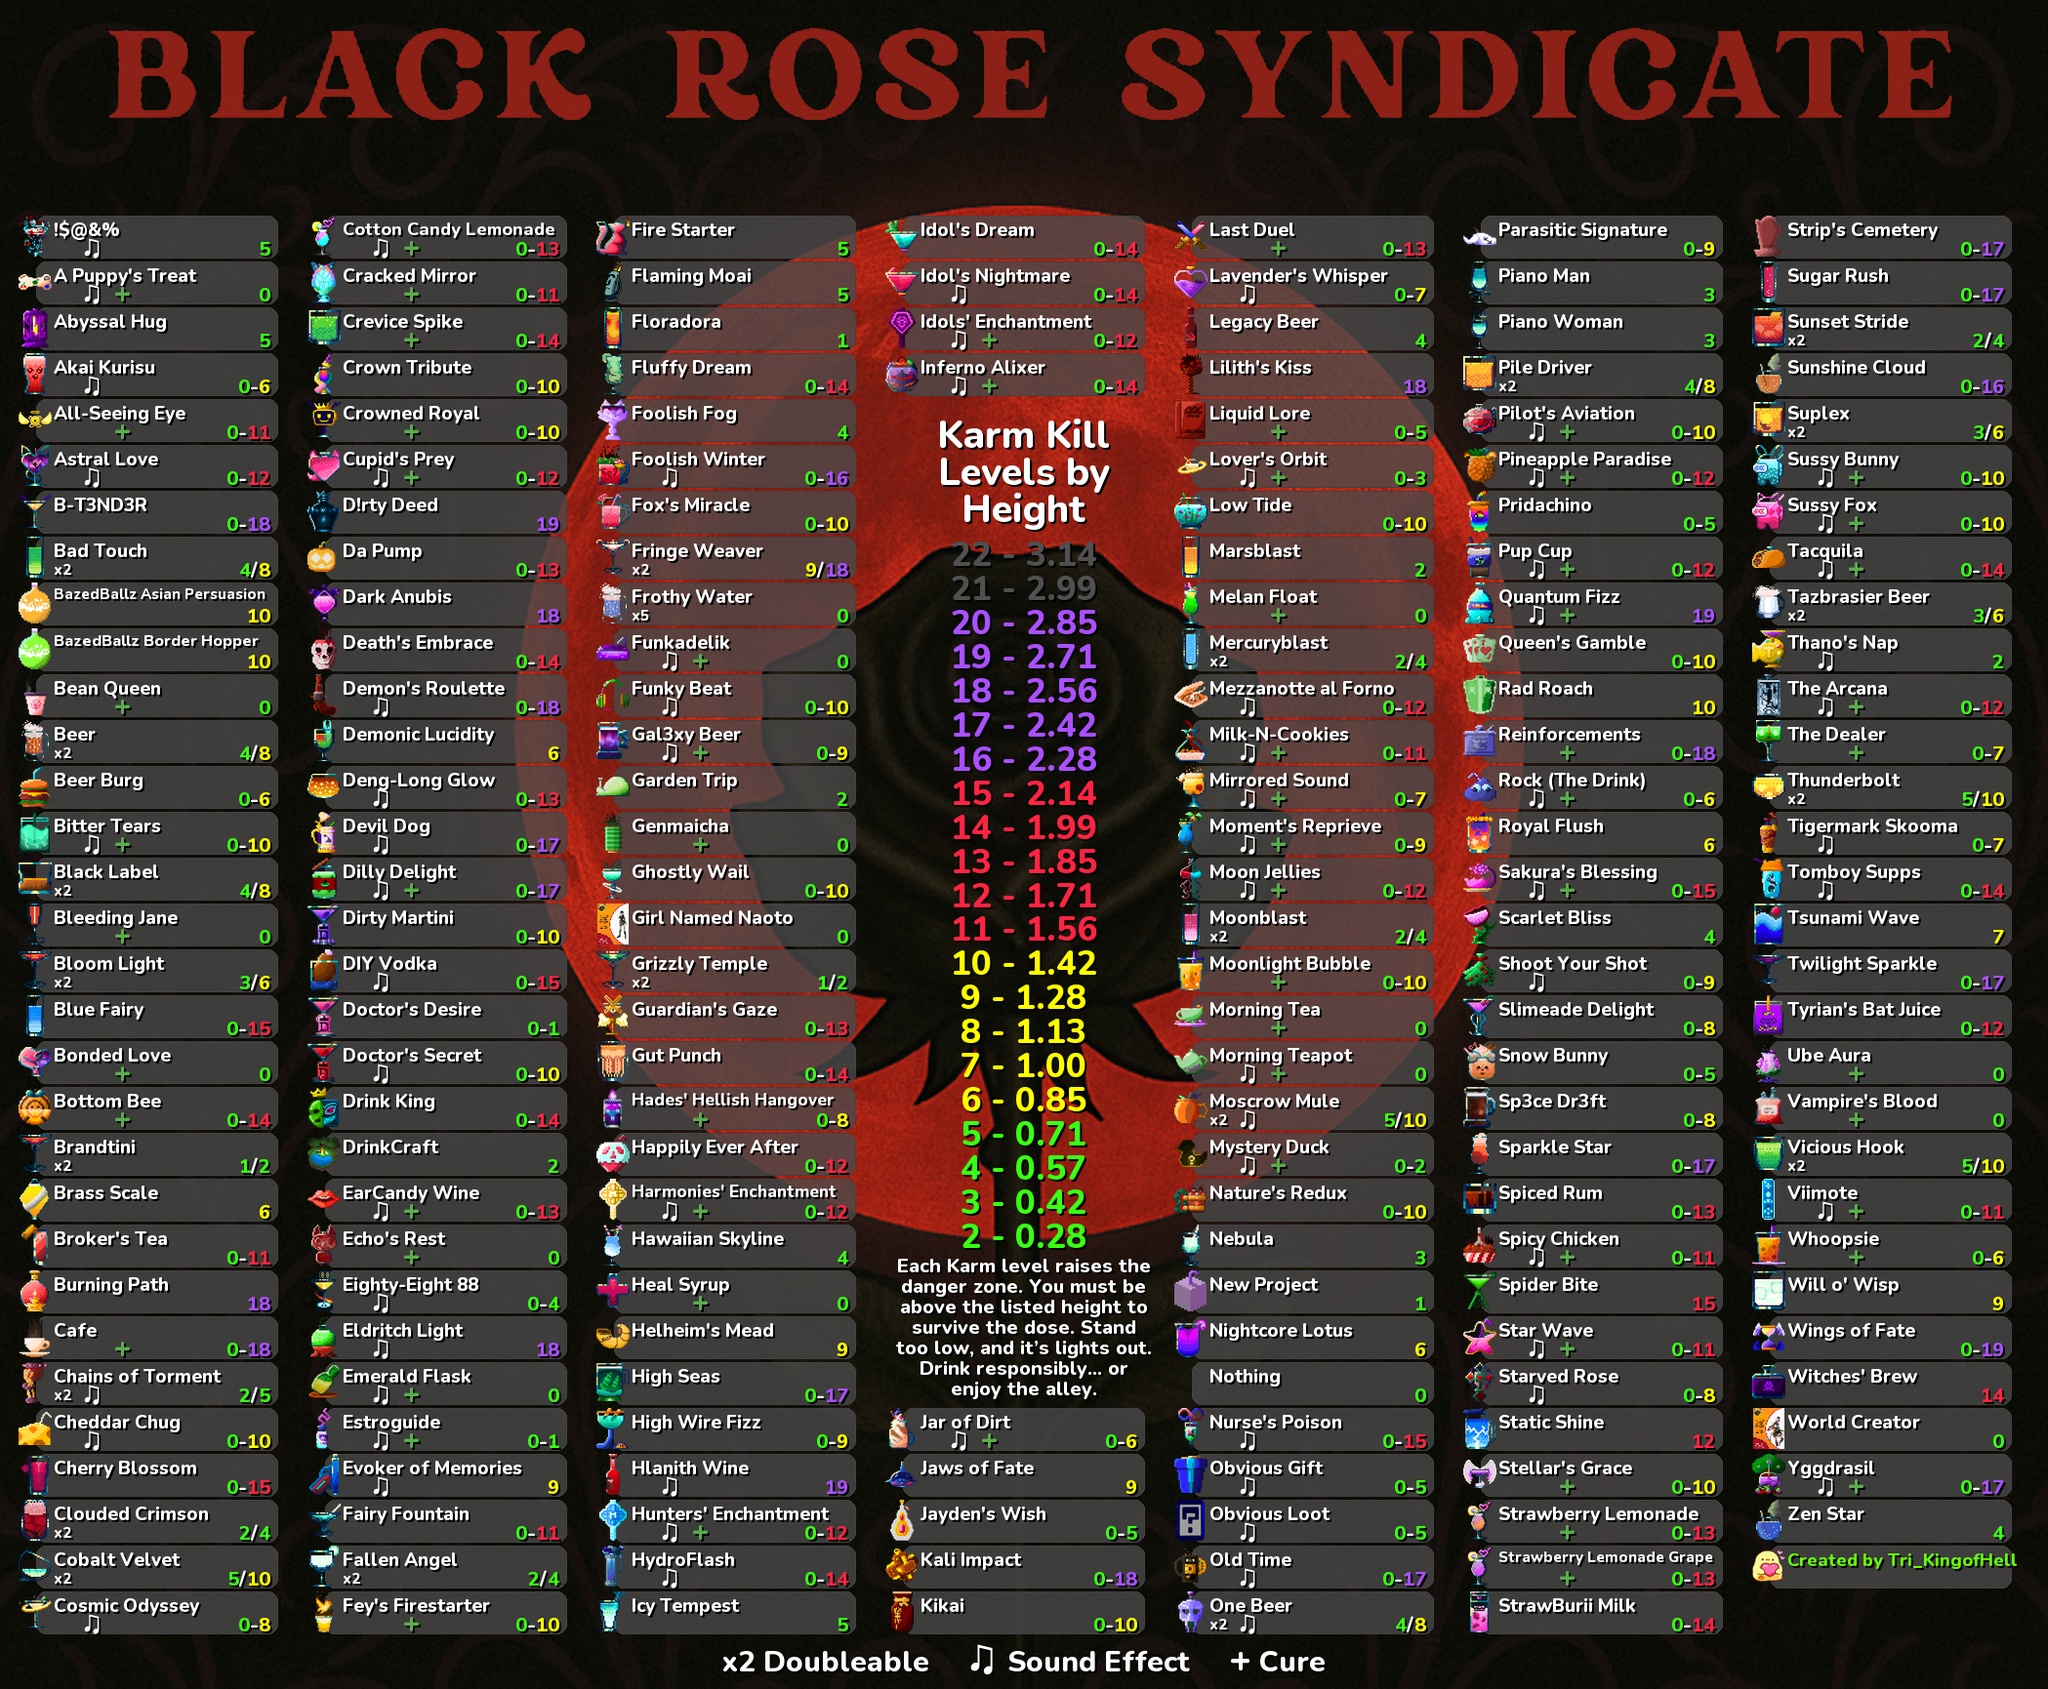 BLACK ROSE SYNDICATE
!$@&%
♫ 5
A Puppy's Treat
♫ + 0
Abyssal Hug
5
Akai Kurisu
♫ 0-6
All-Seeing Eye
+ 0-11
Astral Love
♫ 0-12
B-T3ND3R
0-18
Bad Touch
x2 4/8
BazedBallz Asian Persuasion
10
BazedBallz Border Hopper
10
Bean Queen
+ 0
Beer
x2 4/8
Beer Burg
0-6
Bitter Tears
♫ + 0-10
Black Label
x2 4/8
Bleeding Jane
+ 0
Bloom Light
x2 3/6
Blue Fairy
0-15
Bonded Love
+ 0
Bottom Bee
+ 0-14
Brandtini
x2 1/2
Brass Scale
6
Broker's Tea
0-11
Burning Path
18
Cafe
+ 0-18
Chains of Torment
x2 ♫ 2/5
Cheddar Chug
♫ 0-10
Cherry Blossom
0-15
Clouded Crimson
x2 2/4
Cobalt Velvet
x2 5/10
Cosmic Odyssey
♫ 0-8
Cotton Candy Lemonade
♫ + 0-13
Cracked Mirror
+ 0-11
Crevice Spike
+ 0-14
Crown Tribute
0-10
Crowned Royal
+ 0-10
Cupid's Prey
♫ + 0-12
D!rty Deed
19
Da Pump
0-13
Dark Anubis
18
Death's Embrace
0-14
Demon's Roulette
♫ 0-18
Demonic Lucidity
6
Deng-Long Glow
♫ 0-13
Devil Dog
♫ 0-17
Dilly Delight
♫ + 0-17
Dirty Martini
0-10
DIY Vodka
♫ 0-15
Doctor's Desire
0-1
Doctor's Secret
♫ 0-10
Drink King
0-14
DrinkCraft
2
EarCandy Wine
♫ + 0-13
Echo's Rest
+ 0
Eighty-Eight 88
♫ 0-4
Eldritch Light
♫ 18
Emerald Flask
♫ + 0
Estroguide
♫ + 0-1
Evoker of Memories
♫ 9
Fairy Fountain
0-11
Fallen Angel
x2 2/4
Fey's Firestarter
+ 0-10
Fire Starter
5
Flaming Moai
5
Floradora
1
Fluffy Dream
0-14
Foolish Fog
4
Foolish Winter
♫ 0-16
Fox's Miracle
0-10
Fringe Weaver
x2 9/18
Frothy Water
x5 0
Funkadelik
♫ + 0
Funky Beat
♫ 0-10
Gal3xy Beer
♫ + 0-9
Garden Trip
2
Genmaicha
+ 0
Ghostly Wail
0-10
Girl Named Naoto
0
Grizzly Temple
x2 1/2
Guardian's Gaze
0-13
Gut Punch
0-14
Hades' Hellish Hangover
+ 0-8
Happily Ever After
0-12
Harmonies' Enchantment
♫ + 0-12
Hawaiian Skyline
4
Heal Syrup
+ 0
Helheim's Mead
9
High Seas
0-17
High Wire Fizz
0-9
Hlanith Wine
19
Hunters' Enchantment
♫ + 0-12
HydroFlash
♫ 0-14
Icy Tempest
5
Idol's Dream
0-14
Idol's Nightmare
♫ 0-14
Idols' Enchantment
♫ + 0-12
Inferno Alixer
♫ + 0-14
Karm Kill
Levels by
Height
22 - 3.14
21 - 2.99
20 - 2.85
19 - 2.71
18 - 2.56
17 - 2.42
16 - 2.28
15 - 2.14
14 - 1.99
13 - 1.85
12 - 1.71
11 - 1.56
10 - 1.42
9 - 1.28
8 - 1.13
7 - 1.00
6 - 0.85
5 - 0.71
4 - 0.57
3 - 0.42
2 - 0.28
Each Karm level raises the
danger zone. You must be
above the listed height to
survive the dose. Stand
too low, and it's lights out.
Drink responsibly... or
enjoy the alley.
Jar of Dirt
♫ + 0-6
Jaws of Fate
9
Jayden's Wish
0-5
Kali Impact
0-18
Kikai
0-10
Last Duel
+ 0-13
Lavender's Whisper
♫ 0-7
Legacy Beer
4
Lilith's Kiss
18
Liquid Lore
+ 0-5
Lover's Orbit
♫ + 0-3
Low Tide
0-10
Marsblast
2
Melan Float
+ 0
Mercuryblast
x2 2/4
Mezzanotte al Forno
♫ 0-12
Milk-N-Cookies
♫ + 0-11
Mirrored Sound
♫ + 0-7
Moment's Reprieve
♫ + 0-9
Moon Jellies
♫ + 0-12
Moonblast
x2 2/4
Moonlight Bubble
+ 0-10
Morning Tea
+ 0
Morning Teapot
♫ + 0
Moscrow Mule
x2 ♫ 5/10
Mystery Duck
♫ + 0-2
Nature's Redux
0-10
Nebula
3
New Project
1
Nightcore Lotus
6
Nothing
0
Nurse's Poison
♫ 0-15
Obvious Gift
♫ 0-5
Obvious Loot
♫ 0-5
Old Time
♫ 0-17
One Beer
x2 ♫ 4/8
Parasitic Signature
0-9
Piano Man
3
Piano Woman
3
Pile Driver
x2 4/8
Pilot's Aviation
♫ + 0-10
Pineapple Paradise
♫ + 0-12
Pridachino
0-5
Pup Cup
♫ + 0-12
Quantum Fizz
♫ + 19
Queen's Gamble
0-10
Rad Roach
10
Reinforcements
+ 0-18
Rock (The Drink)
♫ + 0-6
Royal Flush
6
Sakura's Blessing
♫ + 0-15
Scarlet Bliss
4
Shoot Your Shot
♫ 0-9
Slimeade Delight
0-8
Snow Bunny
0-5
Sp3ce Dr3ft
0-8
Sparkle Star
0-17
Spiced Rum
0-13
Spicy Chicken
♫ + 0-11
Spider Bite
15
Star Wave
♫ + 0-11
Starved Rose
♫ 0-8
Static Shine
12
Stellar's Grace
+ 0-10
Strawberry Lemonade
+ 0-13
Strawberry Lemonade Grape
+ 0-13
StrawBurii Milk
0-14
Strip's Cemetery
0-17
Sugar Rush
0-17
Sunset Stride
x2 2/4
Sunshine Cloud
0-16
Suplex
x2 3/6
Sussy Bunny
♫ + 0-10
Sussy Fox
♫ + 0-10
Tacquila
♫ + 0-14
Tazbrasier Beer
x2 3/6
Thano's Nap
♫ 2
The Arcana
♫ + 0-12
The Dealer
+ 0-7
Thunderbolt
x2 5/10
Tigermark Skooma
♫ 0-7
Tomboy Supps
♫ 0-14
Tsunami Wave
7
Twilight Sparkle
0-17
Tyrian's Bat Juice
0-12
Ube Aura
+ 0
Vampire's Blood
+ 0
Vicious Hook
x2 5/10
Viimote
♫ + 0-11
Whoopsie
+ 0-6
Will o' Wisp
9
Wings of Fate
0-19
Witches' Brew
14
World Creator
0
Yggdrasil
♫ + 0-17
Zen Star
4
Created by Tri_KingofHell
x2 Doubleable ♫ Sound Effect + Cure